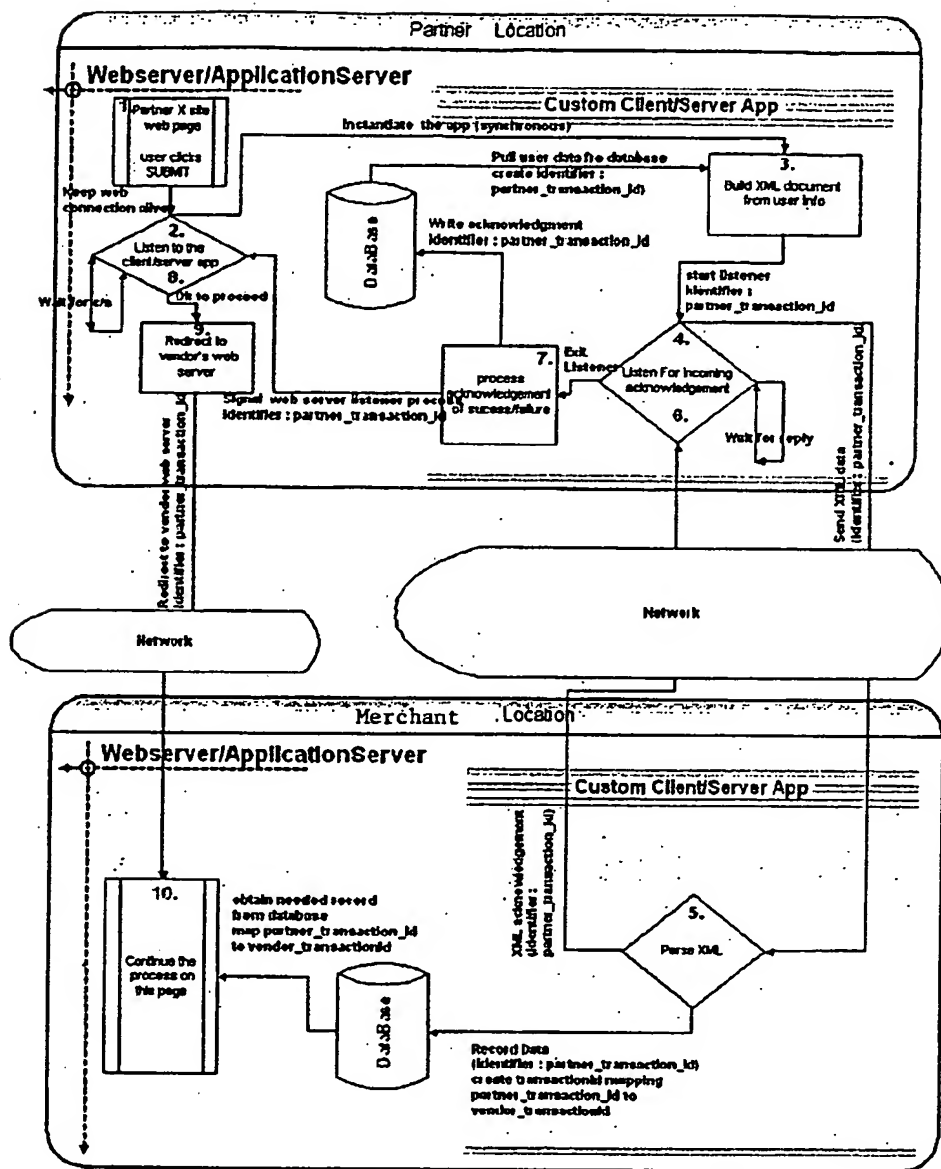 Partner Location
Webserver/ApplicationServer
Custom Client/Server App
1.
Partner X site
web page
user clicks
SUBMIT
Instantiate the app (synchronous)
Pull user data fro database
create identifier :
partner_transaction_id)
3.
Build XML document
from user info
Keep web
connection alive
DataBase
Write acknowledgment
Identifier : partner_transaction_id
2.
Listen to the
client/server app
8.
Wait for c/s
Ok to proceed
start listener
Identifier :
partner_transaction_id
9.
Redirect to
vendor's web
server
7.
process
acknowledgement
of sucess/failure
Exit
Listener
4.
Listen For Incoming
acknowledgement
6.
Wait for reply
Signal web server listener process
Identifier : partner_transaction_id
Redirect to vender web server
Identifier : partner_transaction_id
Send XML data
(Identifier : partner_transaction_id)
Network
Network
Merchant Location
Webserver/ApplicationServer
Custom Client/Server App
XML acknowledgement
(Identifier :
partner_transaction_id)
10.
Continue the
process on
this page
obtain needed record
from database
map partner_transaction_id
to vender_transactionId
5.
Parse XML
DataBase
Record Data
(Identifier : partner_transaction_id)
create transactionId mapping
partner_transaction_id to
vender_transactionId